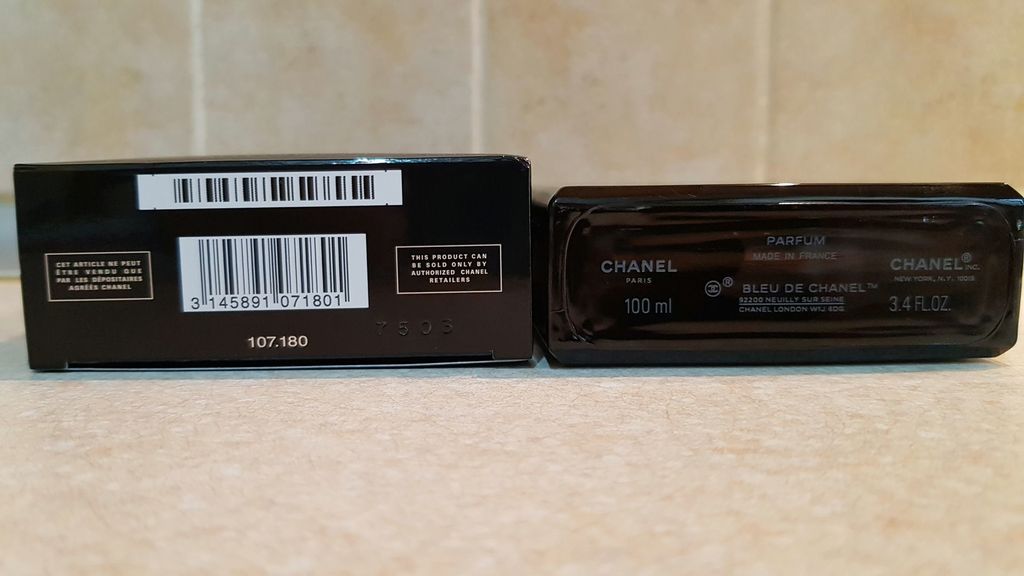 CET ARTICLE NE PEUT
ÊTRE VENDU QUE
PAR LES DÉPOSITAIRES
AGRÉÉS CHANEL
3 145891 071801
THIS PRODUCT CAN
BE SOLD ONLY BY
AUTHORIZED CHANEL
RETAILERS
107.180
7503
PARFUM
MADE IN FRANCE
CHANEL
PARIS
100 ml
® BLEU DE CHANEL™
92200 NEUILLY SUR SEINE
CHANEL LONDON W1J 6DG.
CHANEL® INC.
NEW YORK, N.Y. 10019.
3.4 FL.OZ.